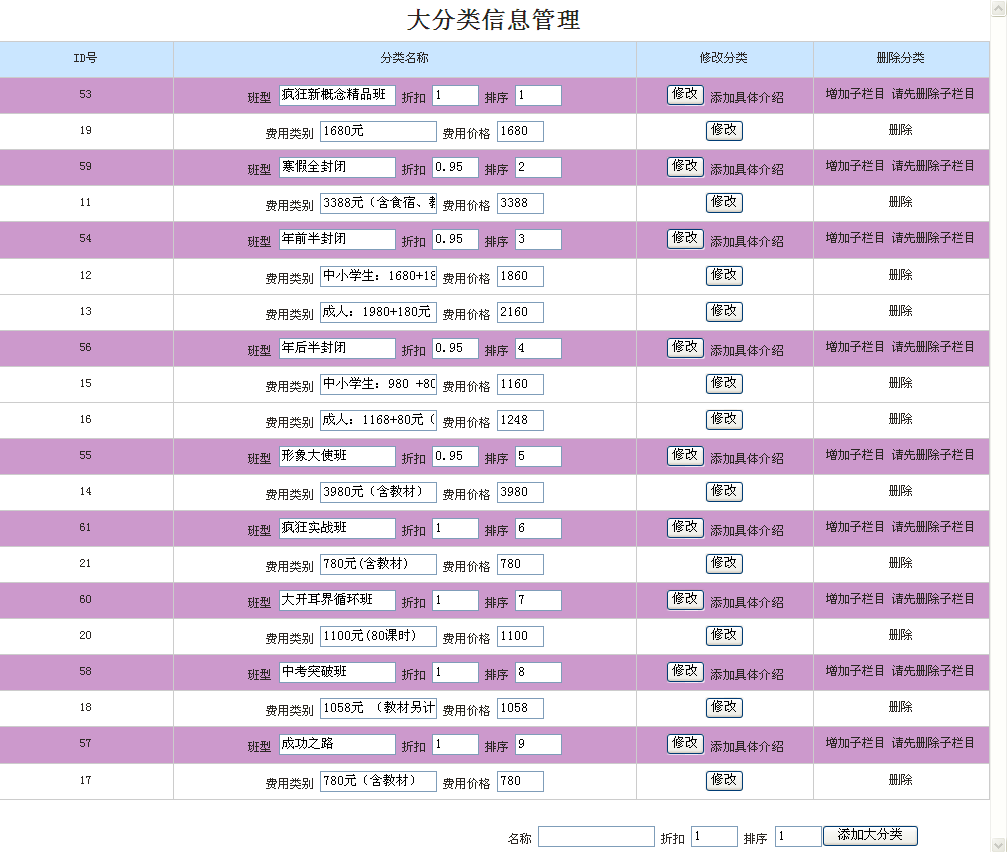 大分类信息管理
ID号 分类名称 修改分类 删除分类
53 班型 疯狂新概念精品班 折扣 1 排序 1 修改 添加具体介绍 增加子栏目 请先删除子栏目
19 费用类别 1680元 费用价格 1680 修改 删除
59 班型 寒假全封闭 折扣 0.95 排序 2 修改 添加具体介绍 增加子栏目 请先删除子栏目
11 费用类别 3388元（含食宿、 费用价格 3388 修改 删除
54 班型 年前半封闭 折扣 0.95 排序 3 修改 添加具体介绍 增加子栏目 请先删除子栏目
12 费用类别 中小学生：1680+18 费用价格 1860 修改 删除
13 费用类别 成人：1980+180元 费用价格 2160 修改 删除
56 班型 年后半封闭 折扣 0.95 排序 4 修改 添加具体介绍 增加子栏目 请先删除子栏目
15 费用类别 中小学生：980 +80 费用价格 1160 修改 删除
16 费用类别 成人：1168+80元（ 费用价格 1248 修改 删除
55 班型 形象大使班 折扣 0.95 排序 5 修改 添加具体介绍 增加子栏目 请先删除子栏目
14 费用类别 3980元（含教材） 费用价格 3980 修改 删除
61 班型 疯狂实战班 折扣 1 排序 6 修改 添加具体介绍 增加子栏目 请先删除子栏目
21 费用类别 780元(含教材） 费用价格 780 修改 删除
60 班型 大开耳界循环班 折扣 1 排序 7 修改 添加具体介绍 增加子栏目 请先删除子栏目
20 费用类别 1100元(80课时） 费用价格 1100 修改 删除
58 班型 中考突破班 折扣 1 排序 8 修改 添加具体介绍 增加子栏目 请先删除子栏目
18 费用类别 1058元 （教材另计 费用价格 1058 修改 删除
57 班型 成功之路 折扣 1 排序 9 修改 添加具体介绍 增加子栏目 请先删除子栏目
17 费用类别 780元（含教材） 费用价格 780 修改 删除
名称 折扣 1 排序 1 添加大分类